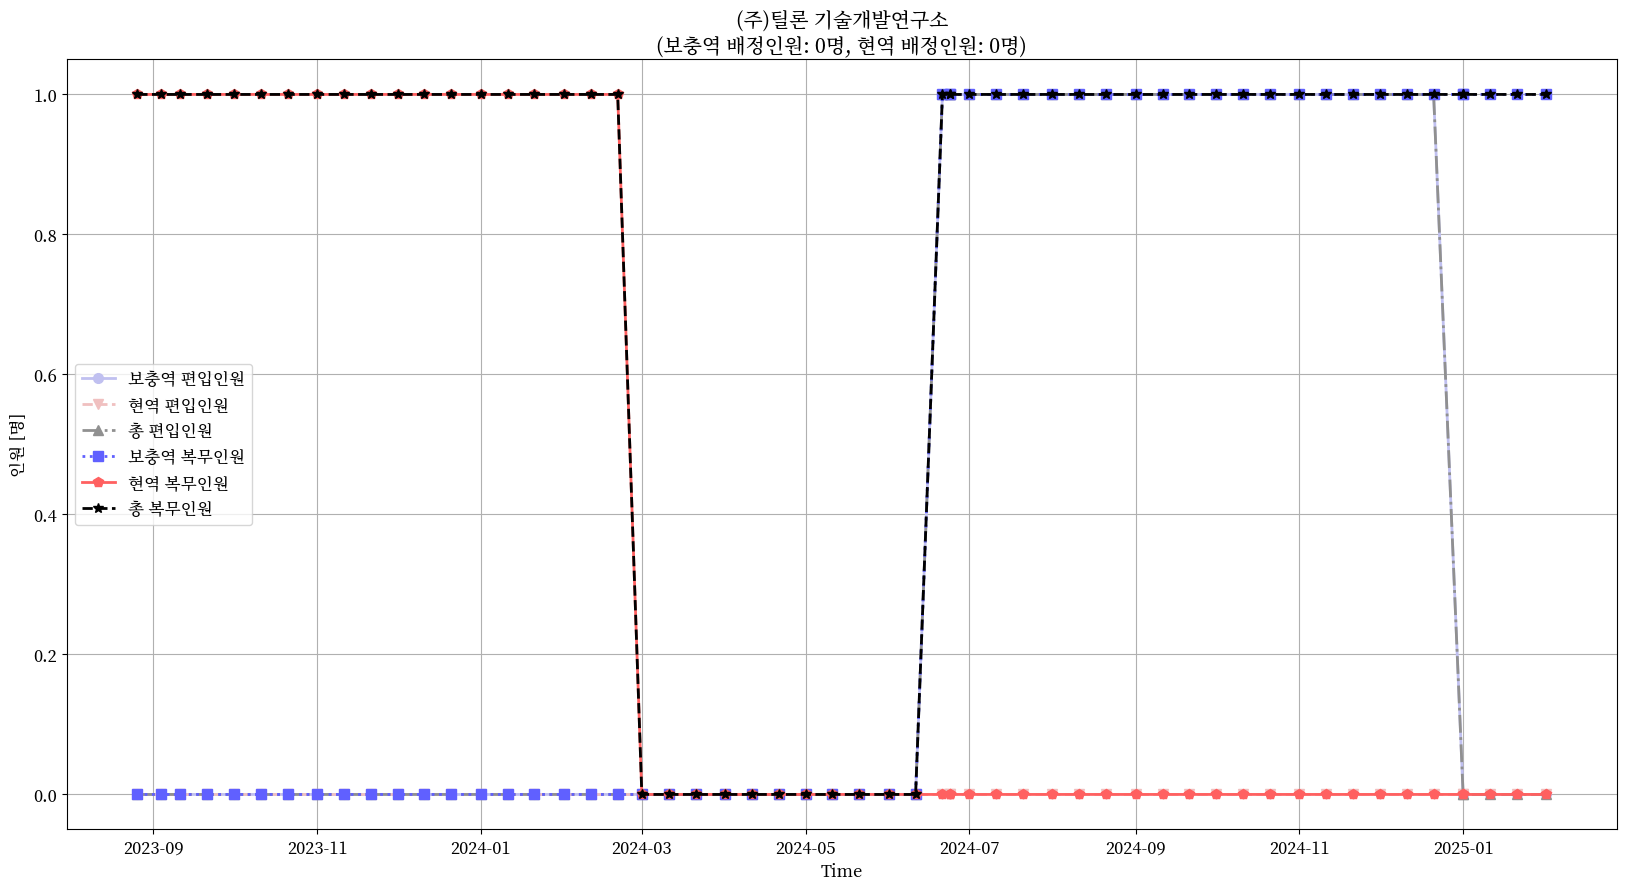 (주)틸론 기술개발연구소
(보충역 배정인원: 0명, 현역 배정인원: 0명)
1.0
0.8
0.6
0.4
0.2
0.0
인원 [명]
보충역 편입인원
현역 편입인원
총 편입인원
보충역 복무인원
현역 복무인원
총 복무인원
2023-09
2023-11
2024-01
2024-03
2024-05
2024-07
2024-09
2024-11
2025-01
Time